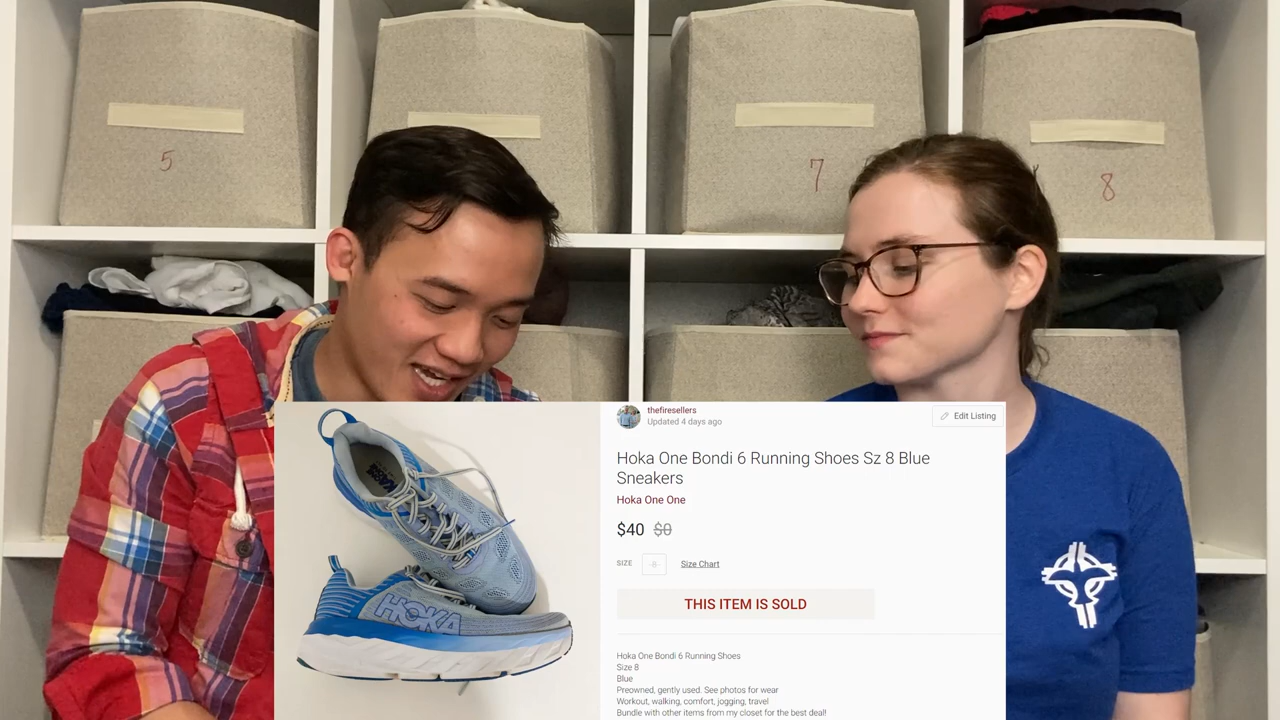 5
7
8
thefiresellers
Updated 4 days ago
Edit Listing
Hoka One Bondi 6 Running Shoes Sz 8 Blue
Sneakers
Hoka One One
$40 $0
SIZE 8 Size Chart
THIS ITEM IS SOLD
HOKA
Hoka One Bondi 6 Running Shoes
Size 8
Blue
Preowned, gently used. See photos for wear
Workout, walking, comfort, jogging, travel
Bundle with other items from my closet for the best deal!